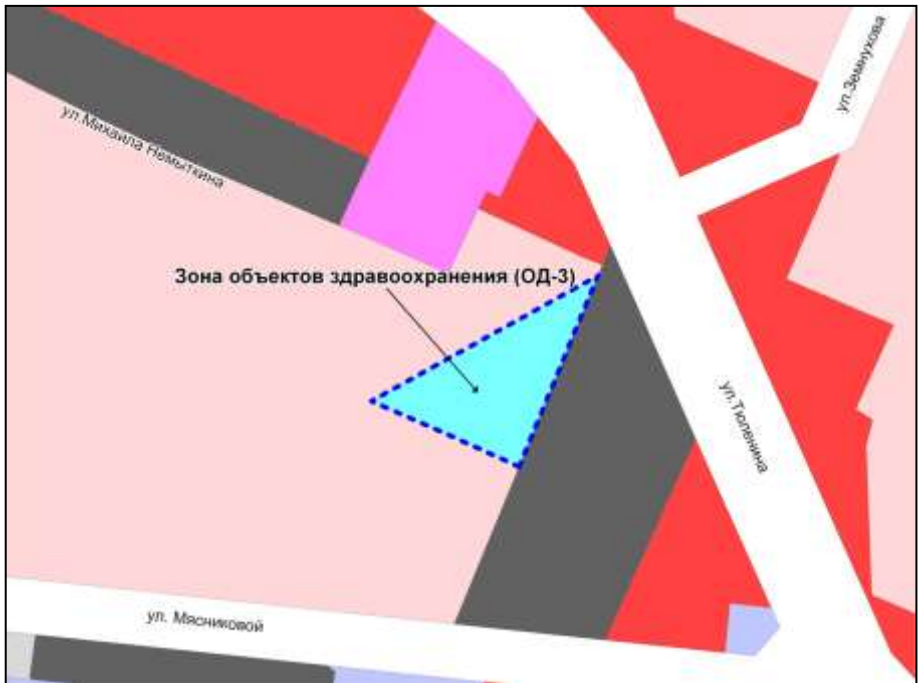 ул.Земнухова
ул.Михаила Немыткина
Зона объектов здравоохранения (ОД-3)
ул.Тюленина
ул. Мясниковой